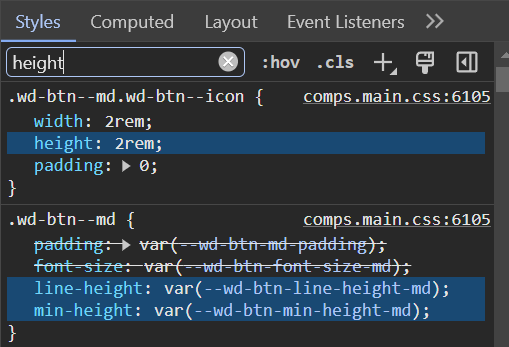 Styles Computed Layout Event Listeners
height :hov .cls
.wd-btn--md.wd-btn--icon { comps.main.css:6105
width: 2rem;
height: 2rem;
padding: 0;
}
.wd-btn--md { comps.main.css:6105
padding: var(--wd-btn-md-padding);
font-size: var(--wd-btn-font-size-md);
line-height: var(--wd-btn-line-height-md);
min-height: var(--wd-btn-min-height-md);
}